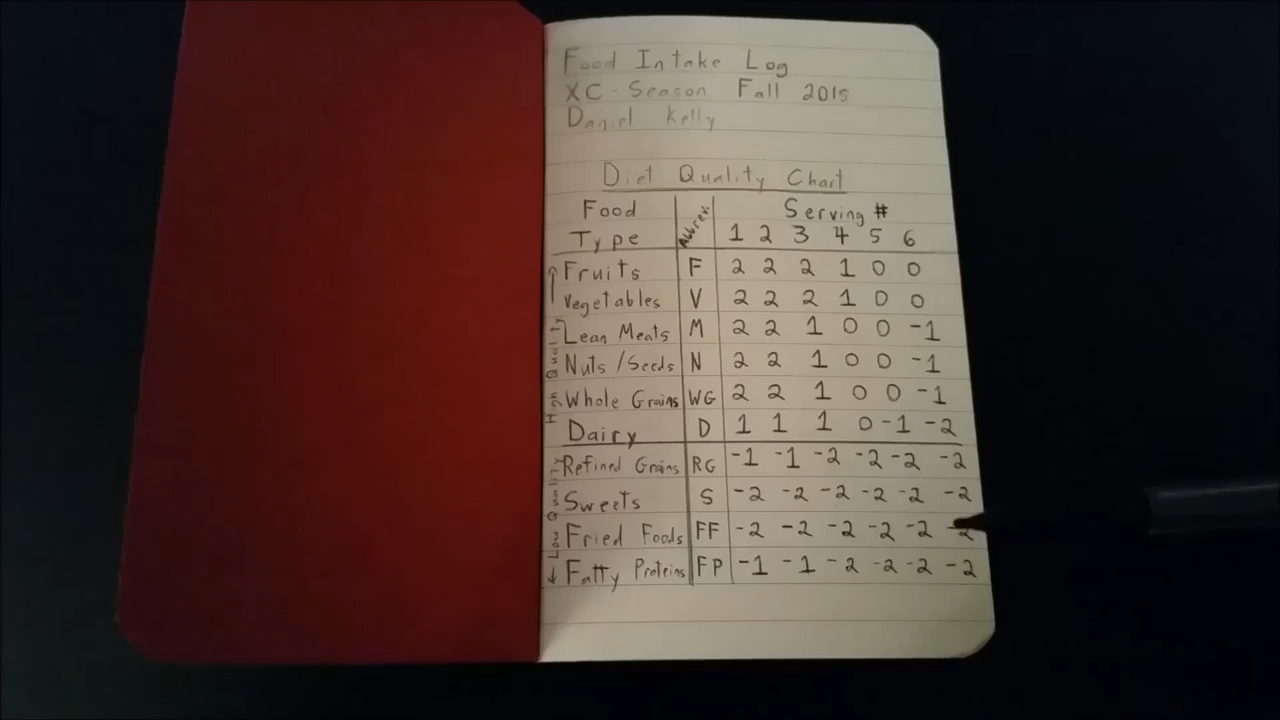 Food Intake Log
XC-Season Fall 2015
Daniel Kelly
Diet Quality Chart
Food Type Abbrev. Serving #
1 2 3 4 5 6
Fruits F 2 2 2 1 0 0
Vegetables V 2 2 2 1 0 0
Lean Meats M 2 2 1 0 0 -1
Nuts/Seeds N 2 2 1 0 0 -1
Whole Grains WG 2 2 1 0 0 -1
Dairy D 1 1 1 0 -1 -2
Refined Grains RG -1 -1 -2 -2 -2 -2
Sweets S -2 -2 -2 -2 -2 -2
Fried Foods FF -2 -2 -2 -2 -2 -2
Fatty Proteins FP -1 -1 -2 -2 -2 -2
High Quality →
← Low Quality